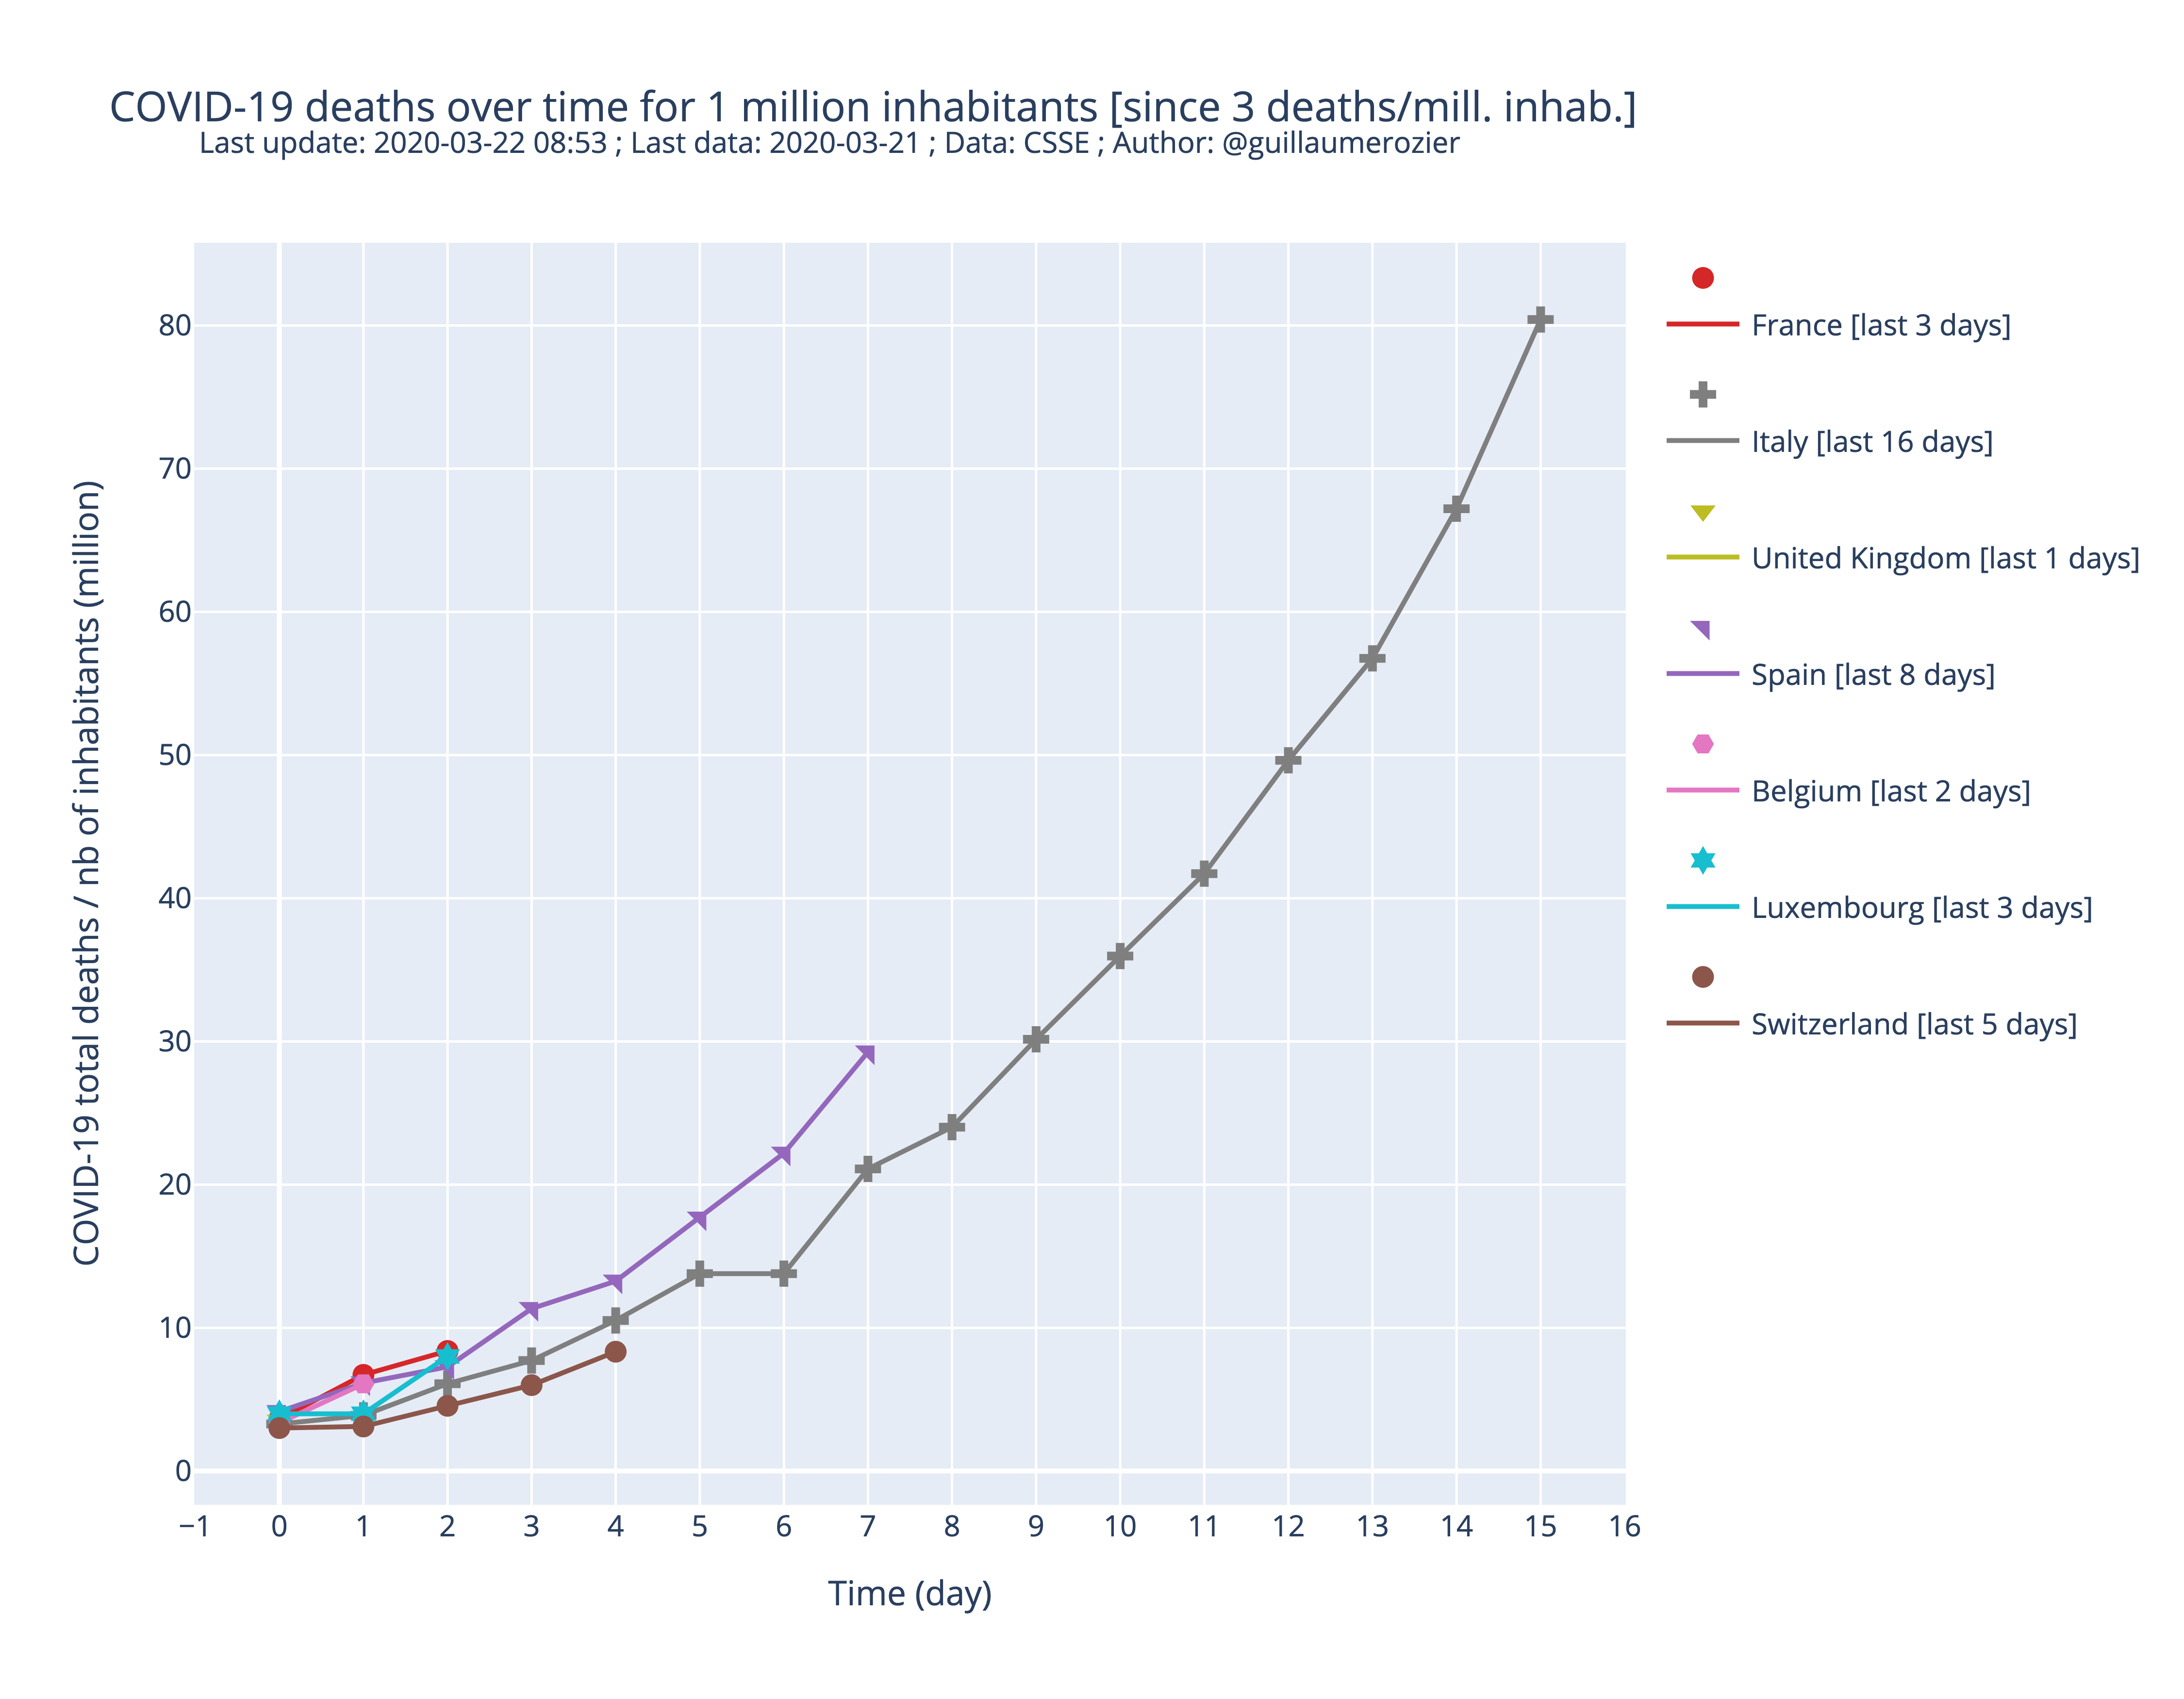 COVID-19 deaths over time for 1 million inhabitants [since 3 deaths/mill. inhab.]
Last update: 2020-03-22 08:53 ; Last data: 2020-03-21 ; Data: CSSE ; Author: @guillaumerozier
COVID-19 total deaths / nb of inhabitants (million)
80
70
60
50
40
30
20
10
0
−1 0 1 2 3 4 5 6 7 8 9 10 11 12 13 14 15 16
Time (day)
France [last 3 days]
Italy [last 16 days]
United Kingdom [last 1 days]
Spain [last 8 days]
Belgium [last 2 days]
Luxembourg [last 3 days]
Switzerland [last 5 days]